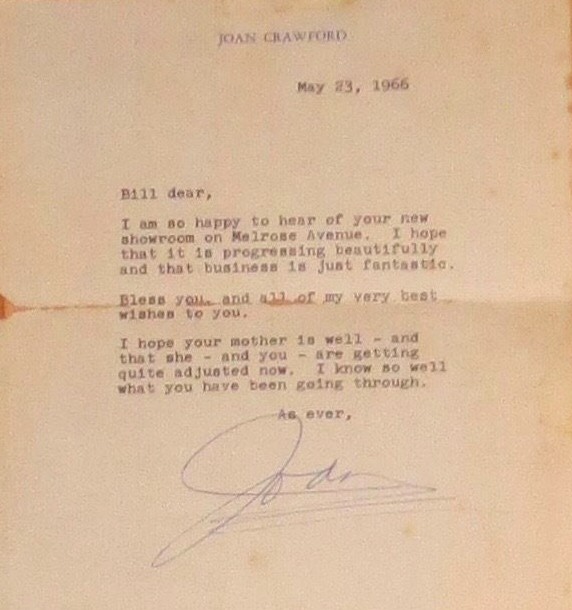 JOAN CRAWFORD
May 23, 1966
Bill dear,
I am so happy to hear of your new
showroom on Melrose Avenue. I hope
that it is progressing beautifully
and that business is just fantastic.
Bless you, and all of my very best
wishes to you.
I hope your mother is well - and
that she - and you - are getting
quite adjusted now. I know so well
what you have been going through.
As ever,
Joan